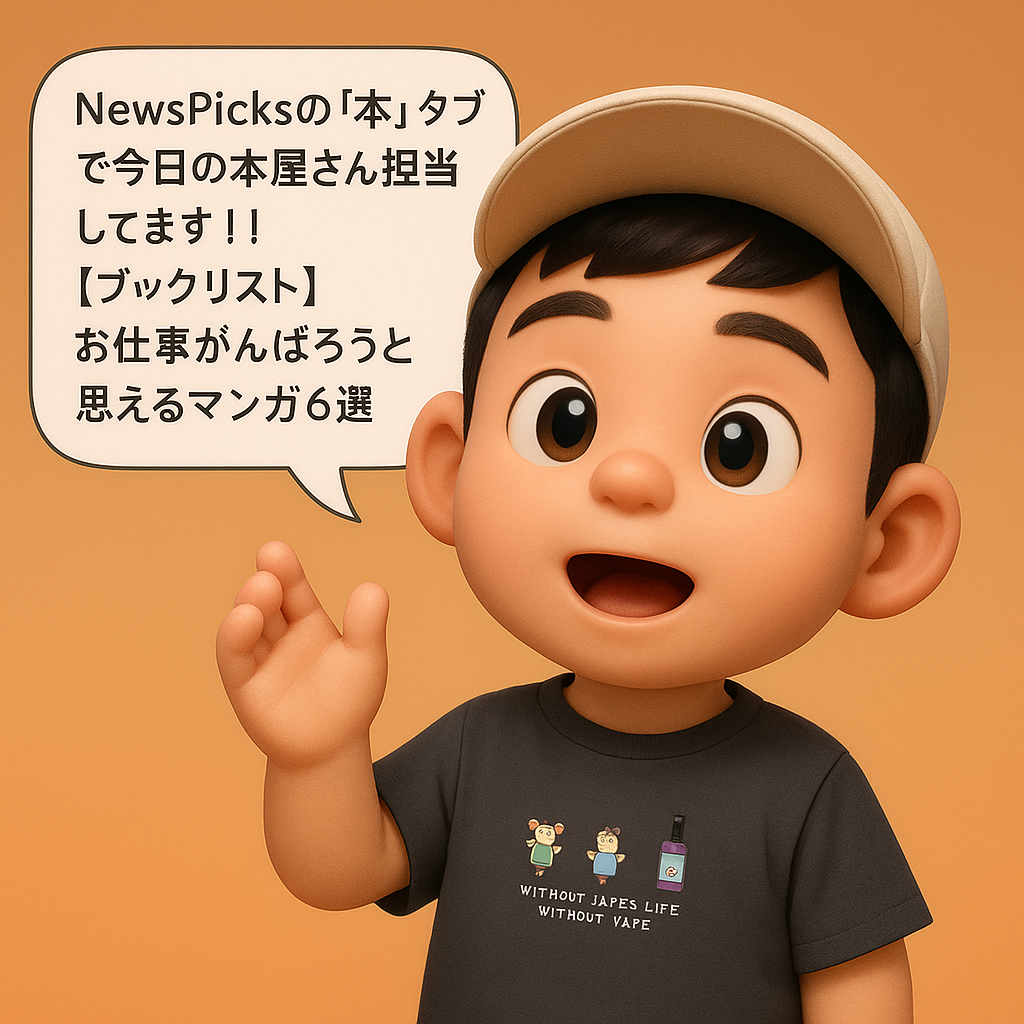 NewsPicksの「本」タブ
で今日の本屋さん担当
してます！！
【ブックリスト】
お仕事がんばろうと
思えるマンガ６選
WITHOUT JAPES LIFE
WITHOUT VAPE